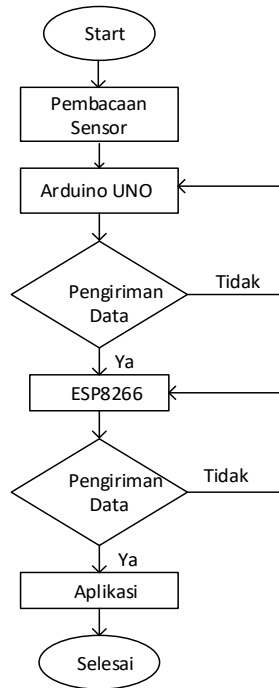 Start
Pembacaan
Sensor
Arduino UNO
Pengiriman
Data
Tidak
Ya
ESP8266
Pengiriman
Data
Tidak
Ya
Aplikasi
Selesai